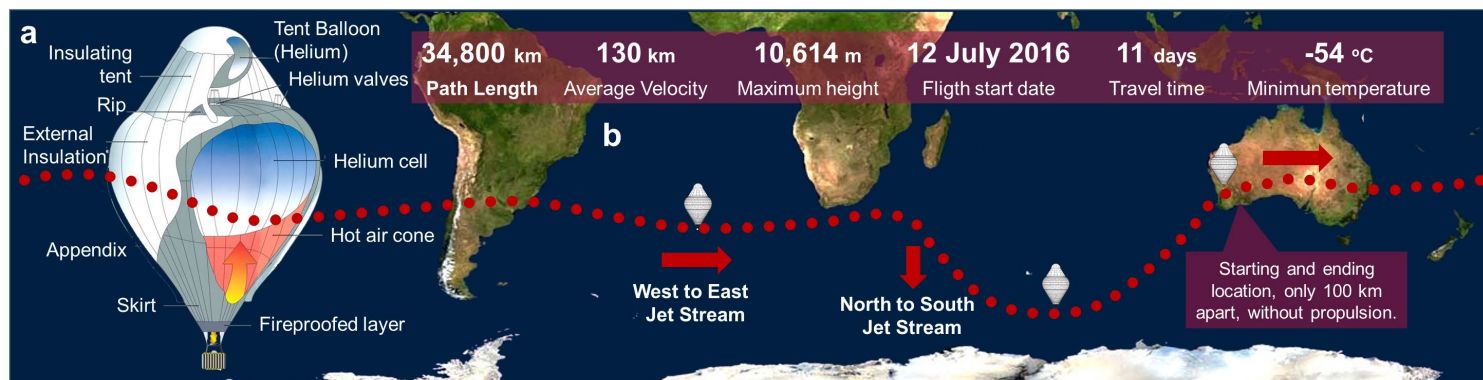 a
Tent Balloon
(Helium)
Insulating
tent
Helium valves
Rip
External
Insulation
Helium cell
Hot air cone
Appendix
Skirt
Fireproofed layer
34,800 km
Path Length
130 km
Average Velocity
10,614 m
Maximum height
12 July 2016
Fligth start date
11 days
Travel time
-54 °C
Minimun temperature
b
West to East
Jet Stream
North to South
Jet Stream
Starting and ending
location, only 100 km
apart, without propulsion.